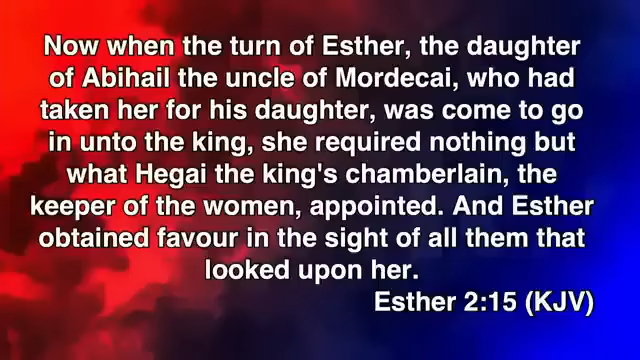 Now when the turn of Esther, the daughter
of Abihail the uncle of Mordecai, who had
taken her for his daughter, was come to go
in unto the king, she required nothing but
what Hegai the king's chamberlain, the
keeper of the women, appointed. And Esther
obtained favour in the sight of all them that
looked upon her.
Esther 2:15 (KJV)